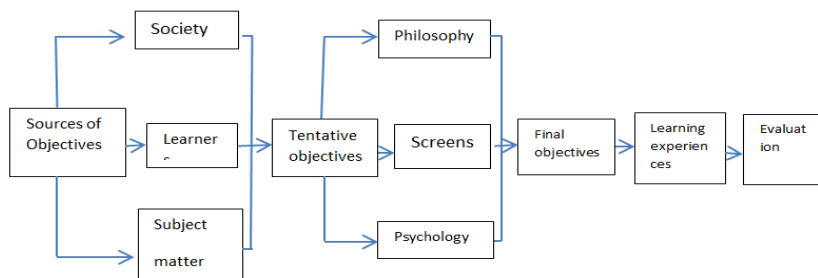 Sources of
Objectives
Society
Learner
s
Subject
matter
Tentative
objectives
Philosophy
Screens
Psychology
Final
objectives
Learning
experien
ces
Evaluat
ion